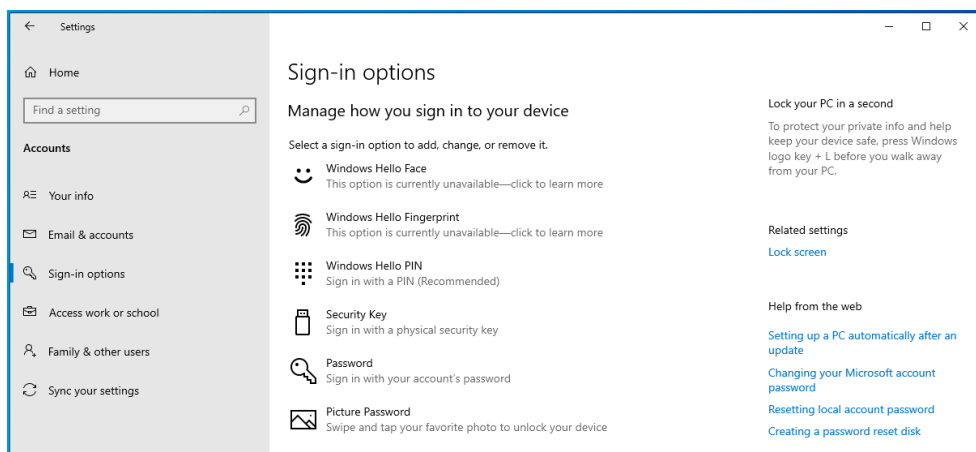 Settings
Home
Find a setting
Accounts
Your info
Email & accounts
Sign-in options
Access work or school
Family & other users
Sync your settings
Sign-in options
Manage how you sign in to your device
Select a sign-in option to add, change, or remove it.
Windows Hello Face
This option is currently unavailable—click to learn more
Windows Hello Fingerprint
This option is currently unavailable—click to learn more
Windows Hello PIN
Sign in with a PIN (Recommended)
Security Key
Sign in with a physical security key
Password
Sign in with your account's password
Picture Password
Swipe and tap your favorite photo to unlock your device
Lock your PC in a second
To protect your private info and help
keep your device safe, press Windows
logo key + L before you walk away
from your PC.
Related settings
Lock screen
Help from the web
Setting up a PC automatically after an
update
Changing your Microsoft account
password
Resetting local account password
Creating a password reset disk